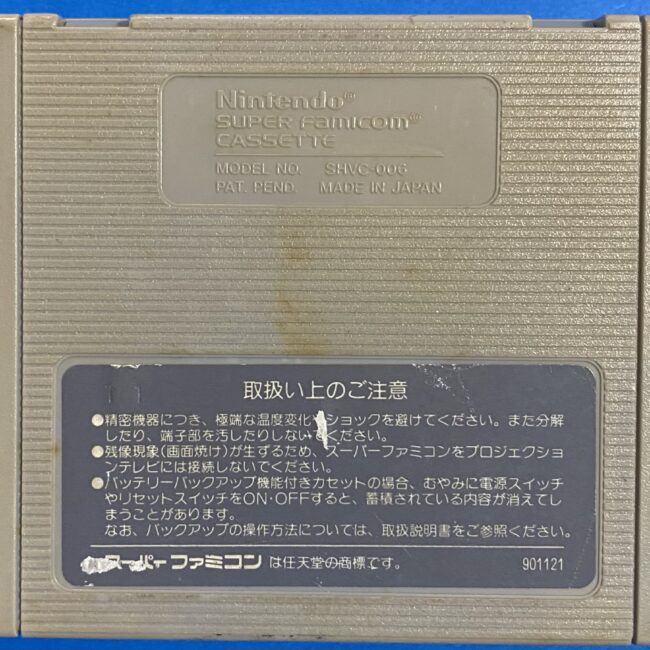 Nintendo®
SUPER Famicom®
CASSETTE
MODEL NO. SHVC-006
PAT. PEND. MADE IN JAPAN
取扱い上のご注意
●精密機器につき、極端な温度変化 ショックを避けてください。また分解
したり、端子部を汚したりしない ください。
●残像現象(画面焼け)が生ずるため、スーパーファミコンをプロジェクション
テレビには接続しないでください。
●バッテリーバックアップ機能付きカセットの場合、むやみに電源スイッチ
やリセットスイッチをON・OFFすると、蓄積されている内容が消えてし
まうことがあります。
なお、バックアップの操作方法については、取扱説明書をご参照ください。
スーパーファミコン は任天堂の商標です。 901121